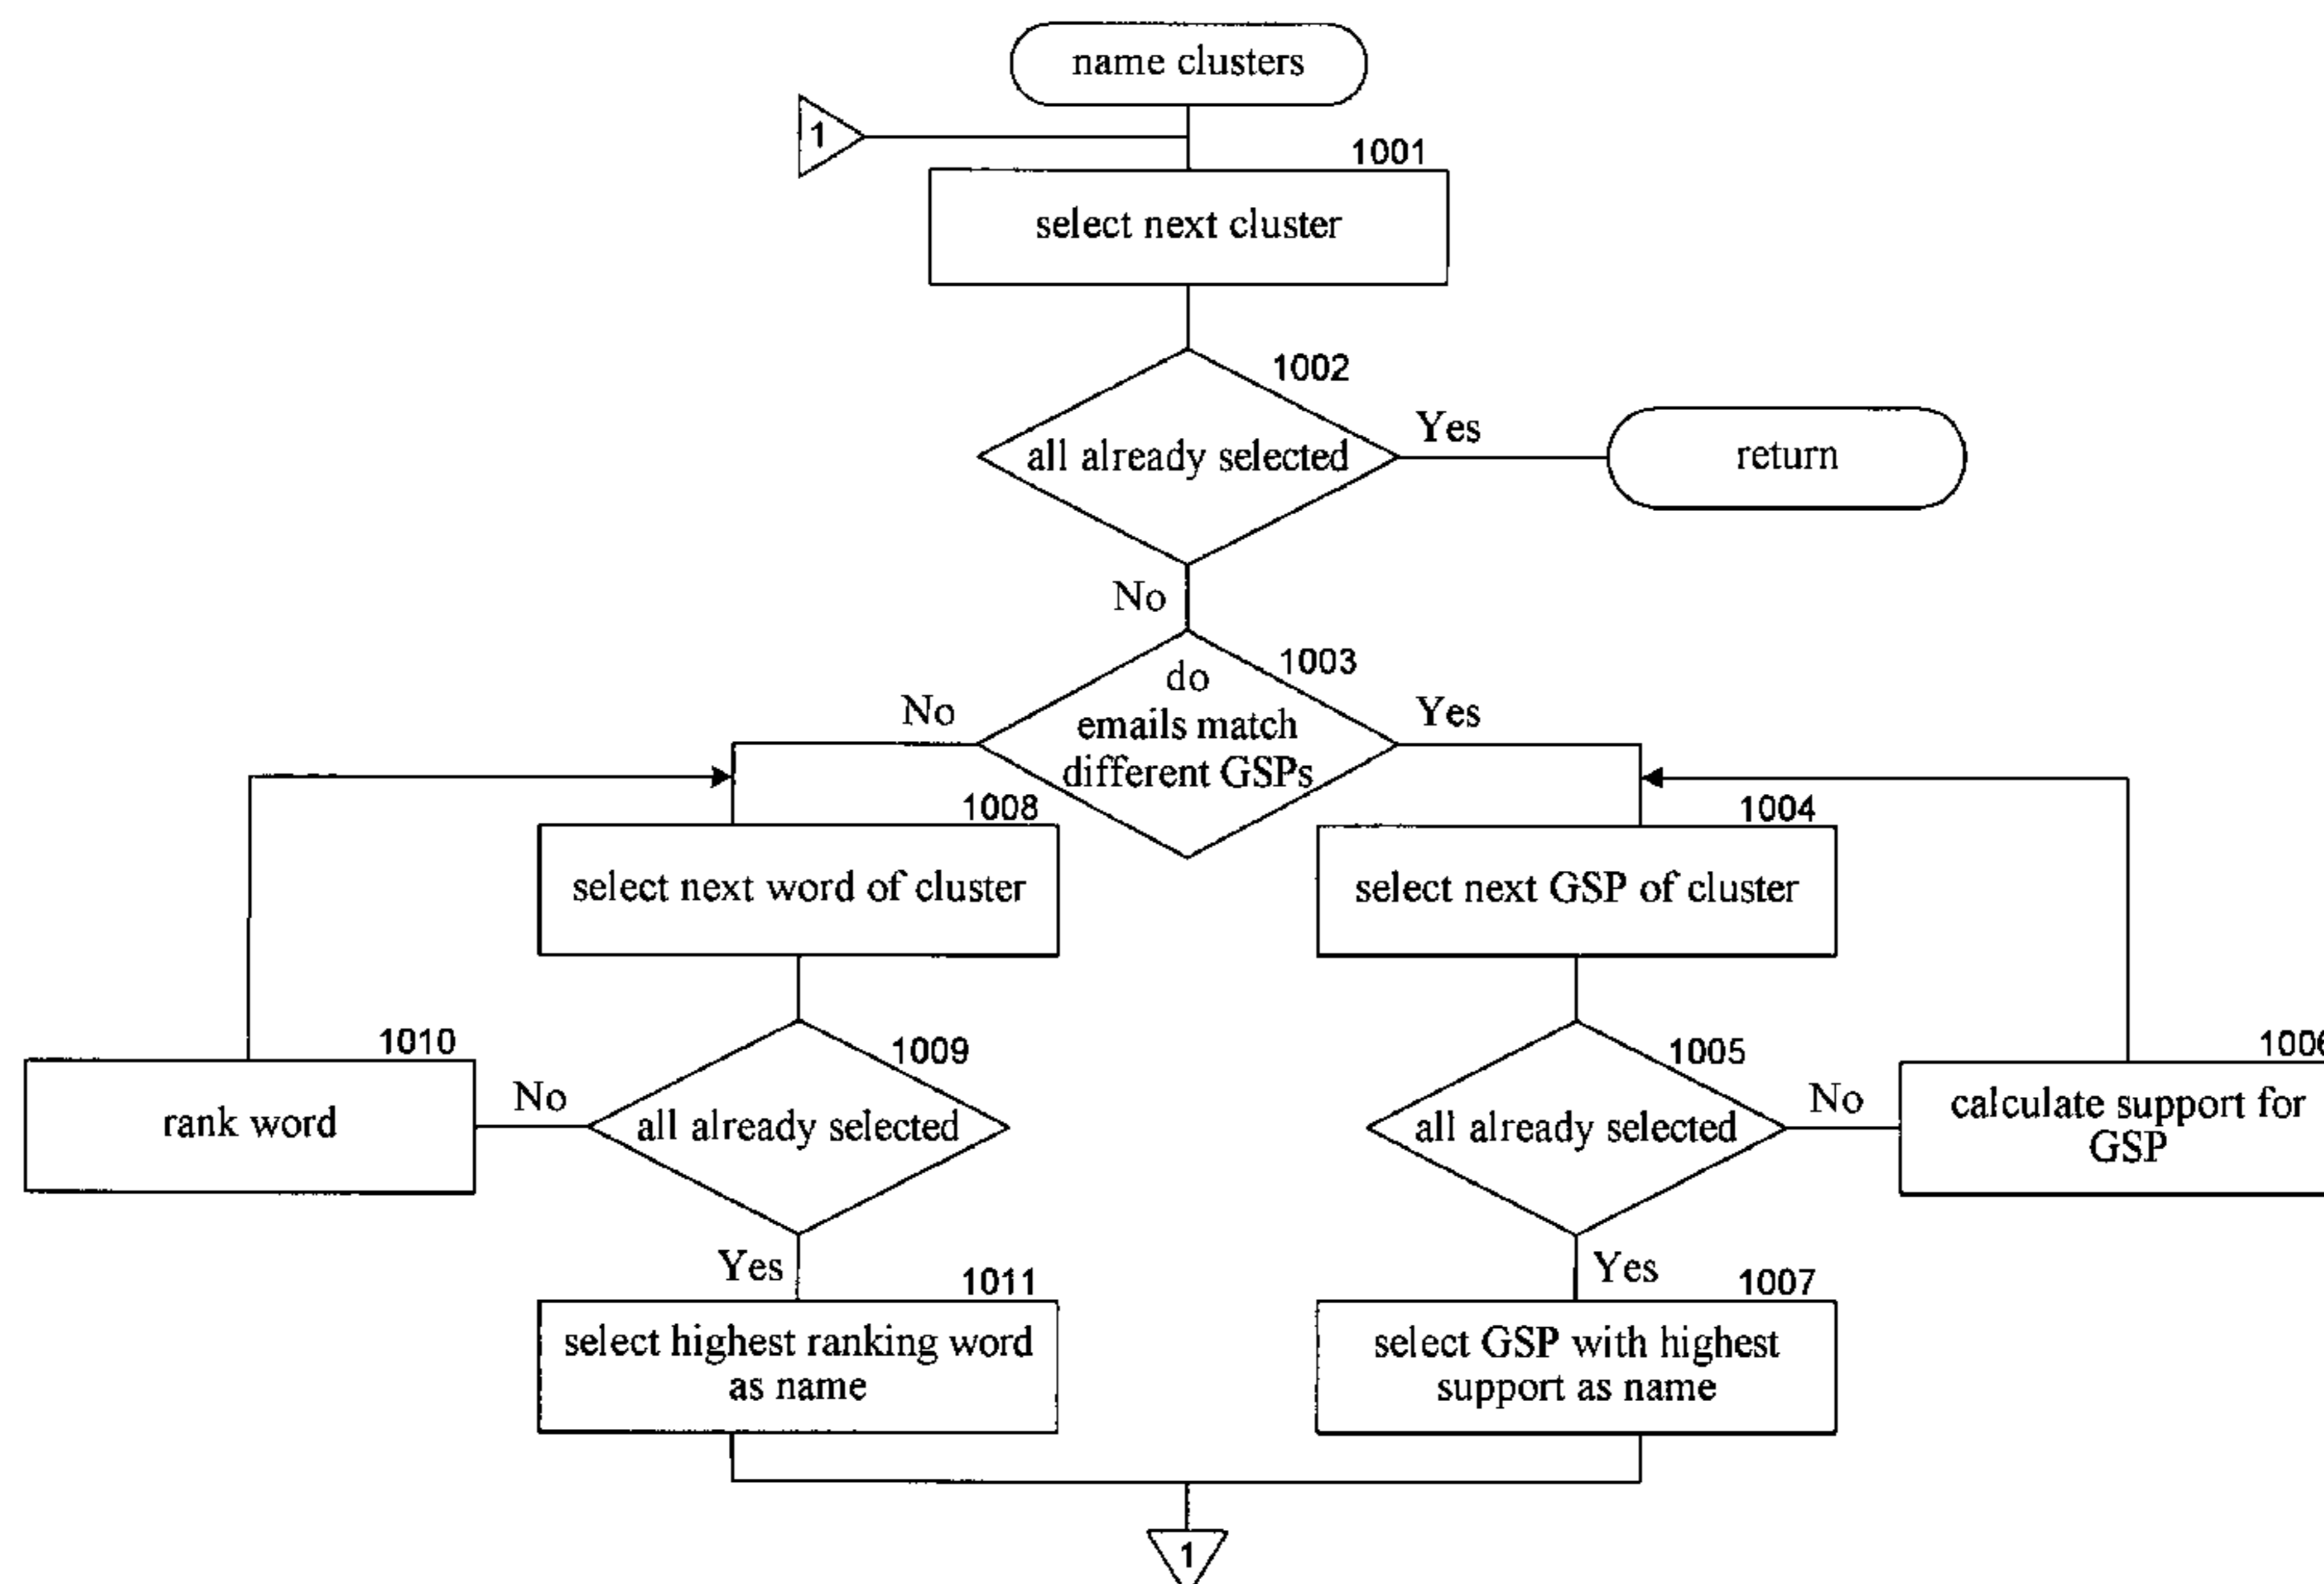 name clusters
1
1001
select next cluster
1002
all already selected
Yes
return
No
1003
do
emails match
different GSPs
No
Yes
1008
select next word of cluster
1004
select next GSP of cluster
1010
rank word
No
1009
all already selected
1005
all already selected
No
1006
calculate support for
GSP
Yes
1011
select highest ranking word
as name
Yes
1007
select GSP with highest
support as name
1